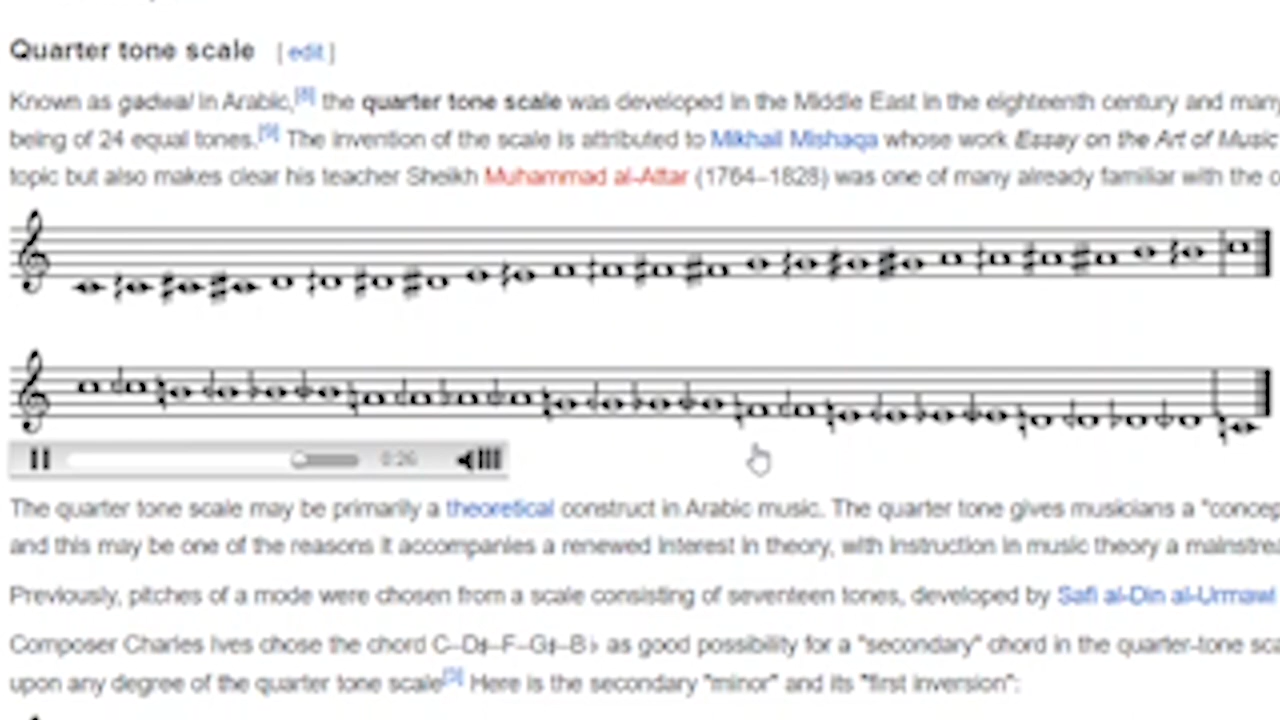 Quarter tone scale [ edit ]
Known as gadwal in Arabic,[8] the quarter tone scale was developed in the Middle East in the eighteenth century and many
being of 24 equal tones.[9] The invention of the scale is attributed to Mikhail Mishaqa whose work Essay on the Art of Music
topic but also makes clear his teacher Sheikh Muhammad al-Attar (1764–1828) was one of many already familiar with the c
0:26
The quarter tone scale may be primarily a theoretical construct in Arabic music. The quarter tone gives musicians a "concep
and this may be one of the reasons it accompanies a renewed interest in theory, with instruction in music theory a mainstre
Previously, pitches of a mode were chosen from a scale consisting of seventeen tones, developed by Safi al-Din al-Urmawi
Composer Charles Ives chose the chord C–D𝄲–F–G𝄲–B♭ as good possibility for a "secondary" chord in the quarter-tone sca
upon any degree of the quarter tone scale[3] Here is the secondary "minor" and its "first inversion":